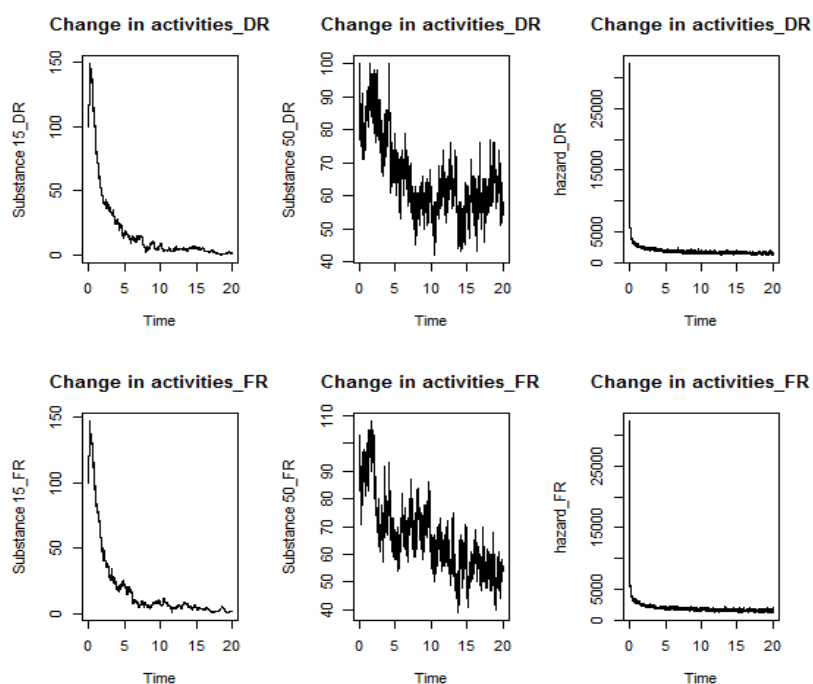 Change in activities_DR
Substance 15_DR
150
100
50
0
0 5 10 15 20
Time
Change in activities_DR
Substance 50_DR
100
90
80
70
60
50
40
0 5 10 15 20
Time
Change in activities_DR
hazard_DR
25000
15000
5000
0
0 5 10 15 20
Time
Change in activities_FR
Substance 15_FR
150
100
50
0
0 5 10 15 20
Time
Change in activities_FR
Substance 50_FR
110
90
80
70
60
50
40
0 5 10 15 20
Time
Change in activities_FR
hazard_FR
25000
15000
5000
0
0 5 10 15 20
Time